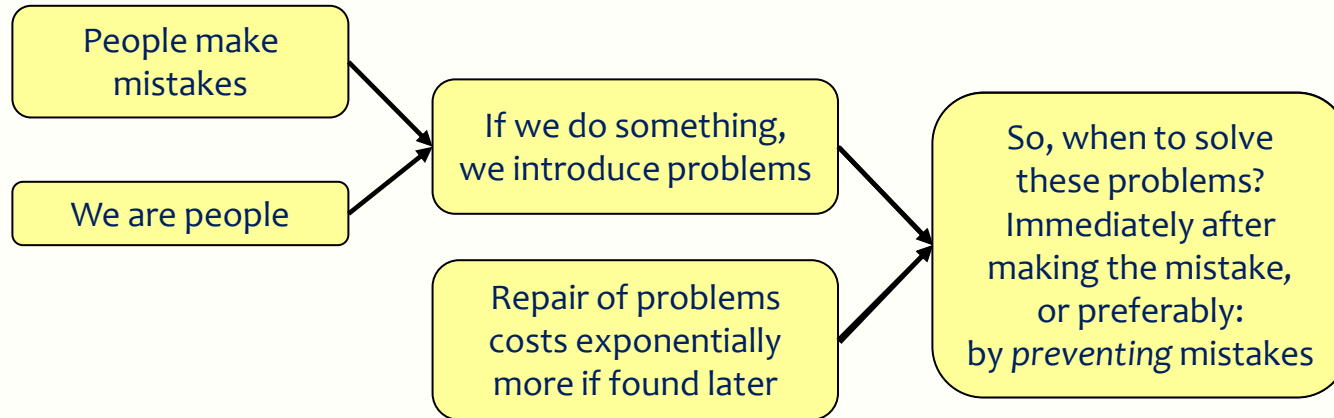 People make
mistakes
We are people
If we do something,
we introduce problems
Repair of problems
costs exponentially
more if found later
So, when to solve
these problems?
Immediately after
making the mistake,
or preferably:
by preventing mistakes